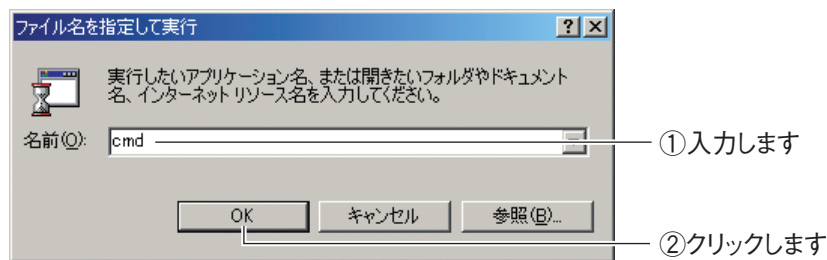 ファイル名を指定して実行
実行したいアプリケーション名、または開きたいフォルダやドキュメント
名、インターネット リソース名を入力してください。
名前(O):
cmd
①入力します
OK
キャンセル
参照(B)...
②クリックします